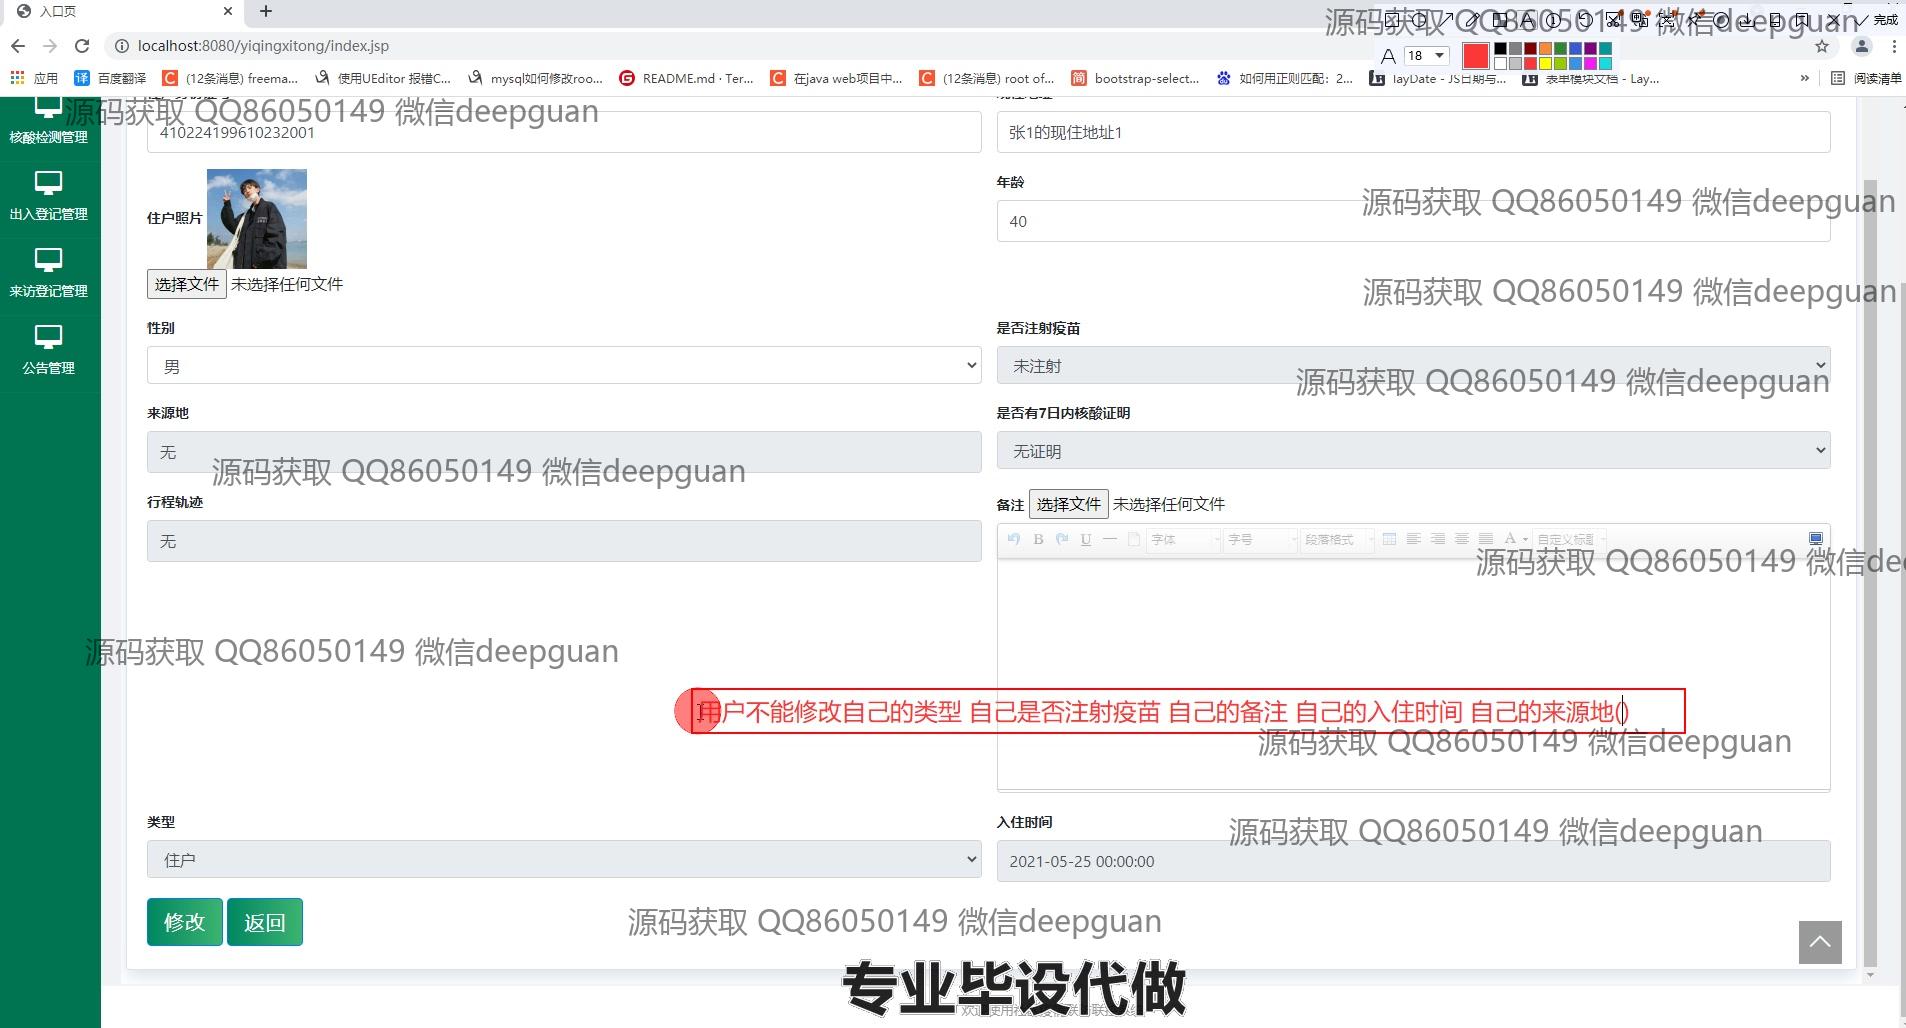 入口页
localhost:8080/yiqingxitong/index.jsp
18
完成
应用
译 百度翻译
(12条消息) freema...
使用UEditor 报错C...
mysql如何修改roo...
README.md · Ter...
在java web项目中...
(12条消息) root of...
简 bootstrap-select...
如何用正则匹配：2...
layDate - JS日期与...
表单模块文档 - Lay...
阅读清单
源码获取 QQ86050149 微信deepguan
源码获取 QQ86050149 微信deepguan
核酸检测管理
出入登记管理
来访登记管理
公告管理
410224199610232001
张1的现住地址1
住户照片
选择文件 未选择任何文件
年龄
40
源码获取 QQ86050149 微信deepguan
源码获取 QQ86050149 微信deepguan
性别
男
是否注射疫苗
未注射
源码获取 QQ86050149 微信deepguan
来源地
无
是否有7日内核酸证明
无证明
源码获取 QQ86050149 微信deepguan
行程轨迹
无
备注 选择文件 未选择任何文件
B U 字体 字号 段落格式 A 自定义标题
源码获取 QQ86050149 微信dee
源码获取 QQ86050149 微信deepguan
用户不能修改自己的类型 自己是否注射疫苗 自己的备注 自己的入住时间 自己的来源地()
源码获取 QQ86050149 微信deepguan
类型
住户
入住时间
2021-05-25 00:00:00
源码获取 QQ86050149 微信deepguan
修改 返回
源码获取 QQ86050149 微信deepguan
专业毕设代做